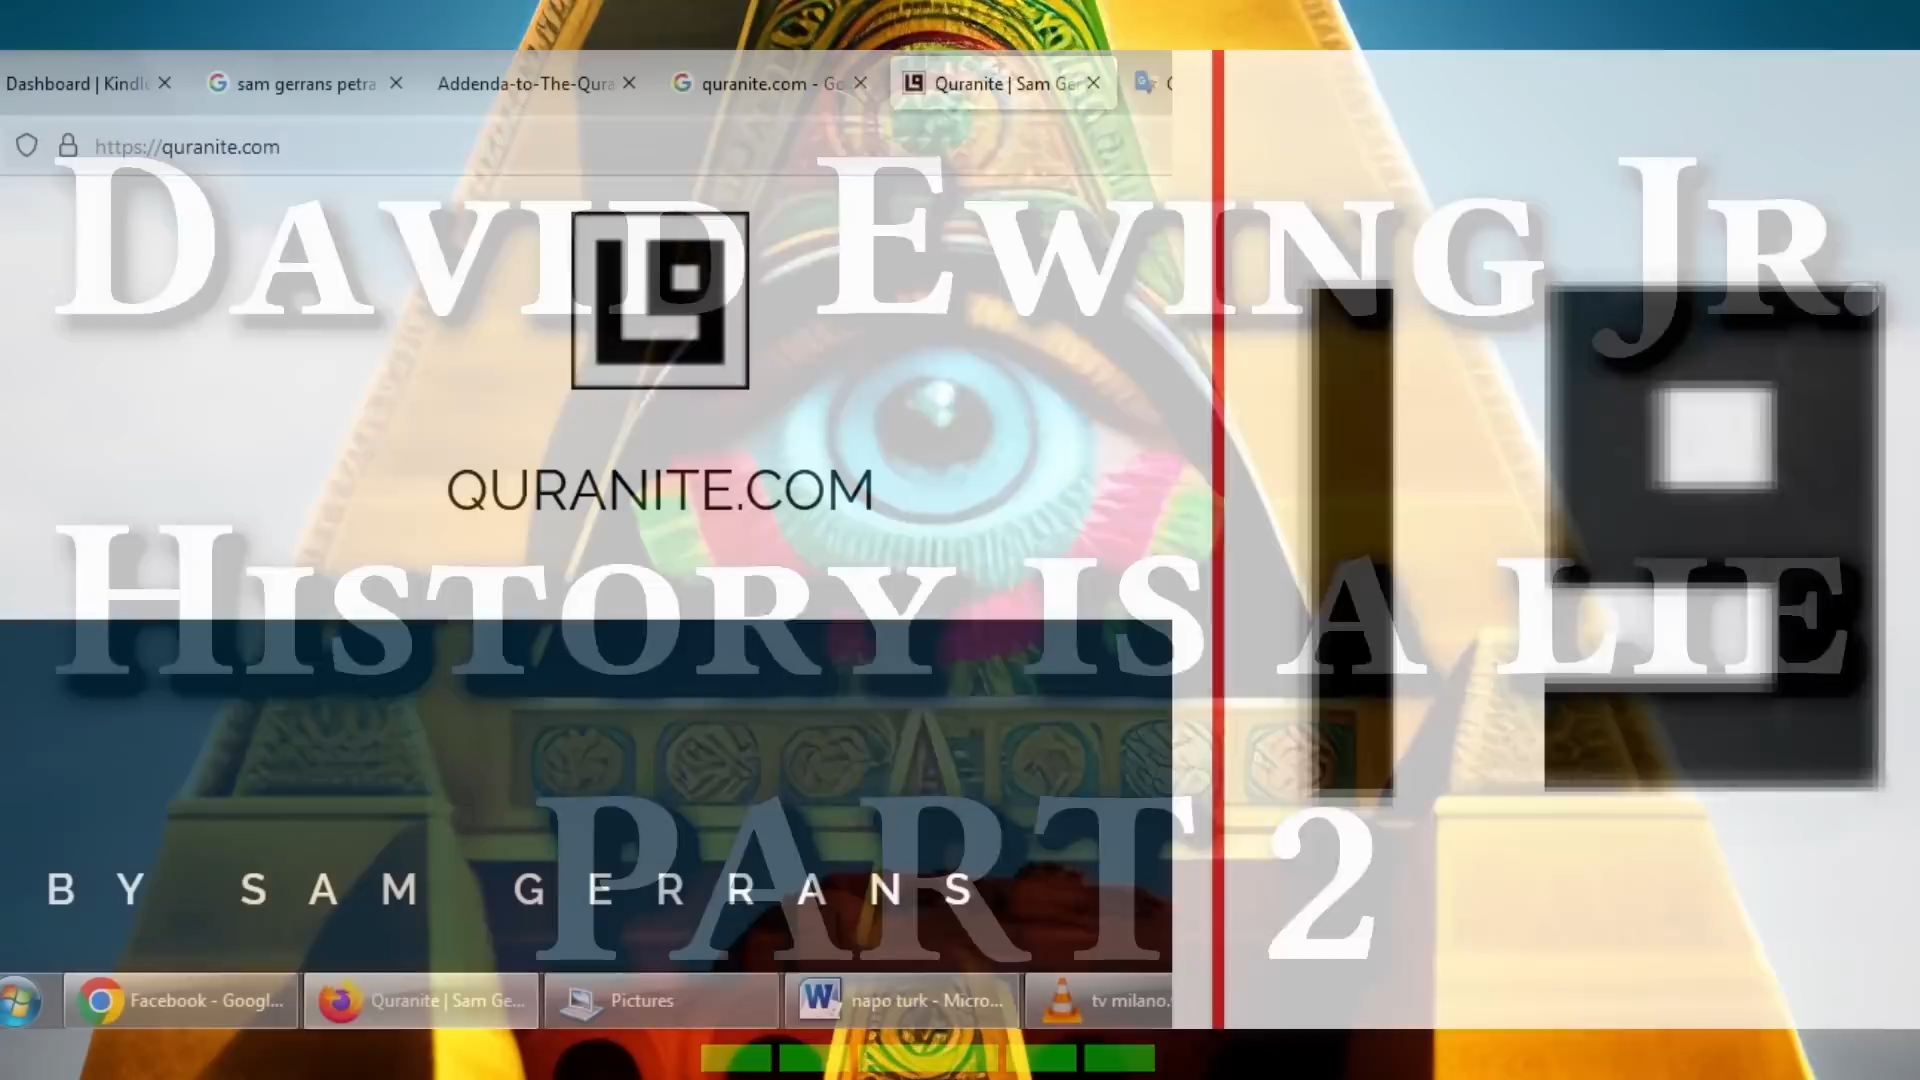 Dashboard | Kindle
sam gerrans petra
Addenda-to-The-Qura
quranite.com - Go
Quranite | Sam Ger
https://quranite.com
DAVID EWING JR.
QURANITE.COM
HISTORY IS A LIE
PART 2
BY SAM GERRANS
Facebook - Googl...
Quranite | Sam Ge...
Pictures
napo turk - Micro...
tv milano.